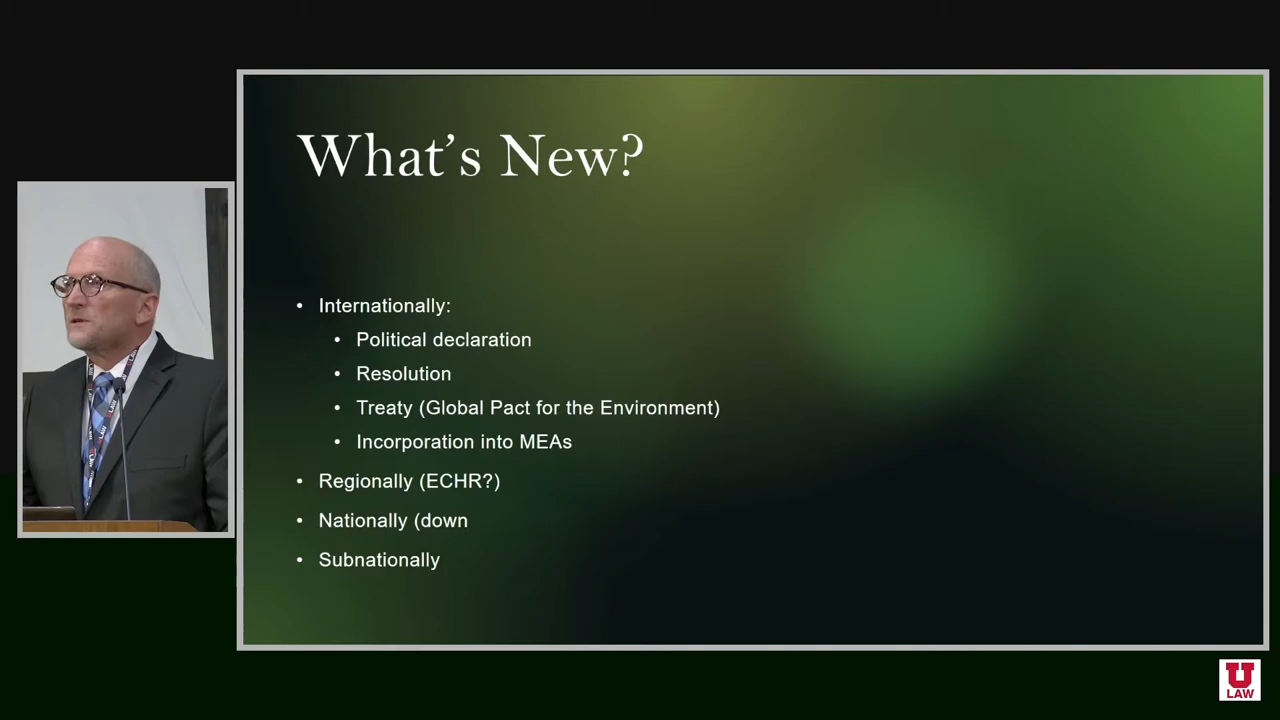 What's New?
• Internationally:
• Political declaration
• Resolution
• Treaty (Global Pact for the Environment)
• Incorporation into MEAs
• Regionally (ECHR?)
• Nationally (down
• Subnationally
U
LAW